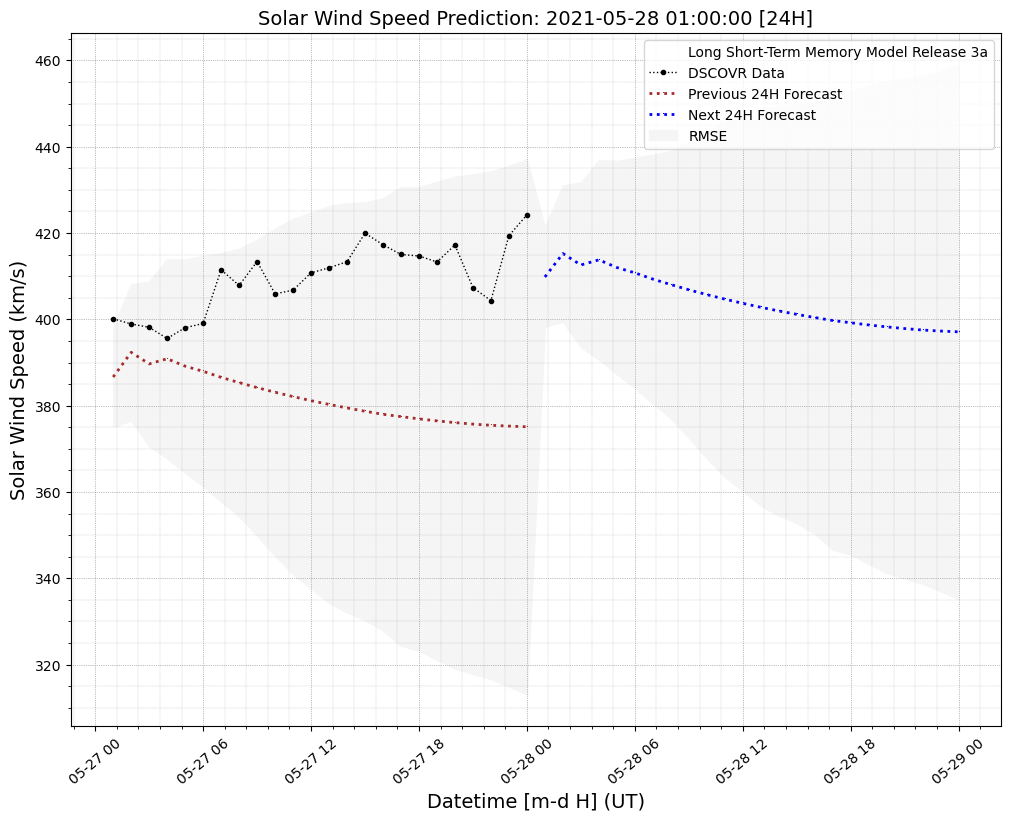 Solar Wind Speed Prediction: 2021-05-28 01:00:00 [24H]
Long Short-Term Memory Model Release 3a
DSCOVR Data
Previous 24H Forecast
Next 24H Forecast
RMSE
Solar Wind Speed (km/s)
460
440
420
400
380
360
340
320
05-27 00
05-27 06
05-27 12
05-27 18
05-28 00
05-28 06
05-28 12
05-28 18
05-29 00
Datetime [m-d H] (UT)